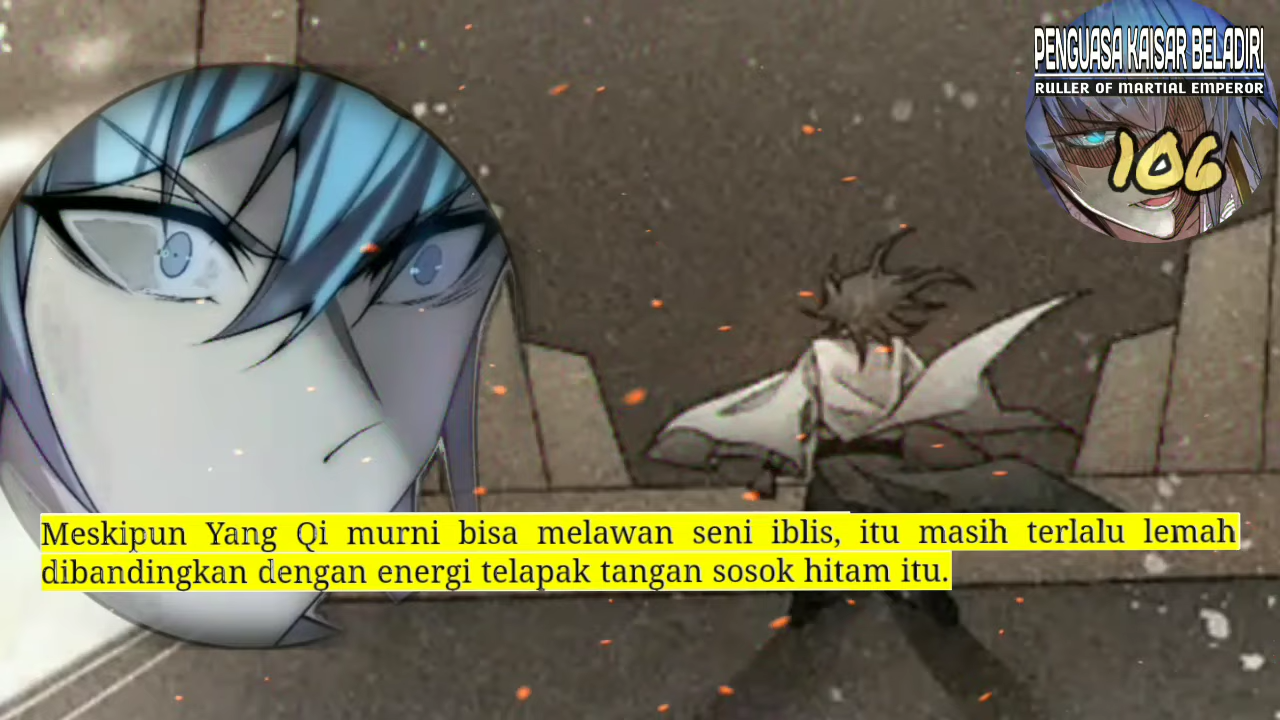 PENGUASA KAISAR BELADIRI
RULLER OF MARTIAL EMPEROR
106
Meskipun Yang Qi murni bisa melawan seni iblis, itu masih terlalu lemah
dibandingkan dengan energi telapak tangan sosok hitam itu.